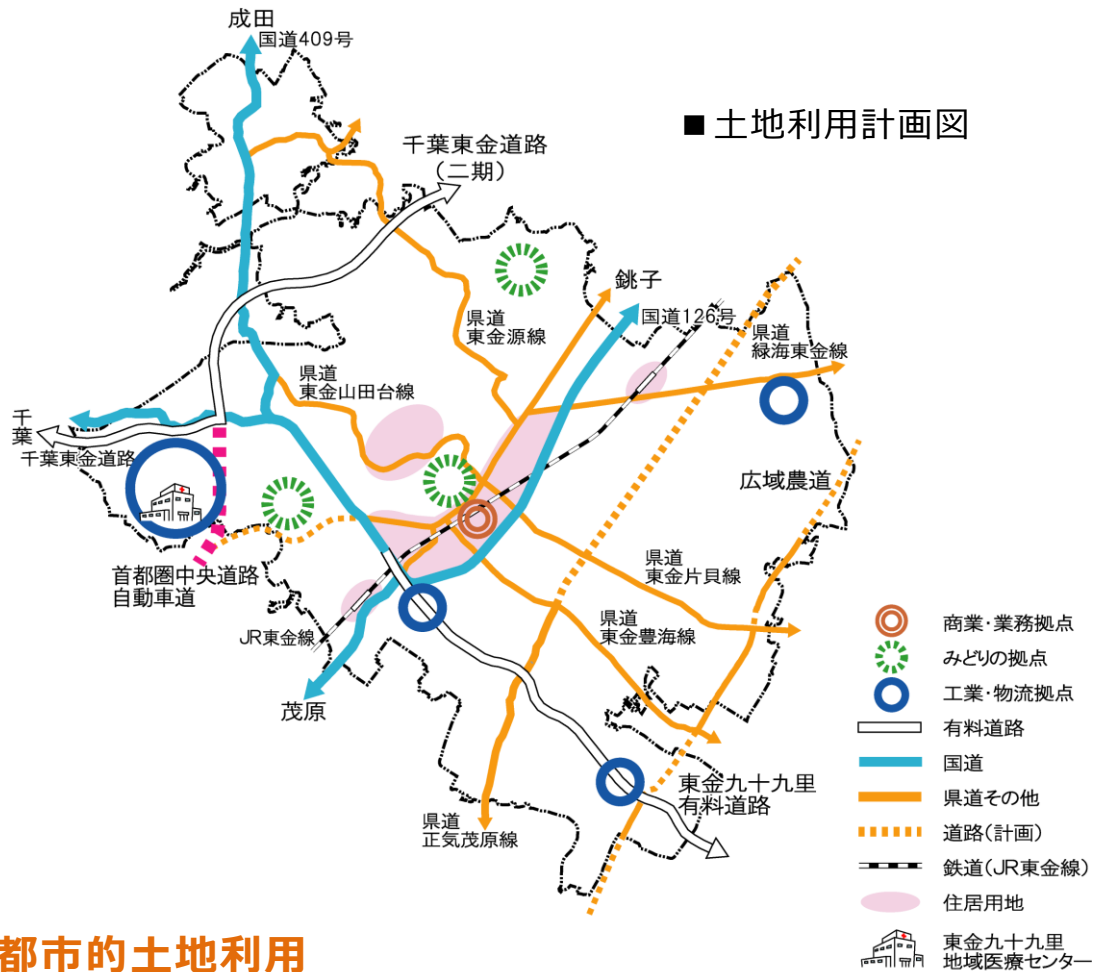 成田
国道409号
■ 土地利用計画図
千葉東金道路
（二期）
銚子
国道126号
県道
東金源線
県道
緑海東金線
県道
東金山田台線
千葉
千葉東金道路
広域農道
首都圏中央道路
自動車道
県道
東金片貝線
県道
東金豊海線
JR東金線
茂原
東金九十九里
有料道路
県道
正気茂原線
商業・業務拠点
みどりの拠点
工業・物流拠点
有料道路
国道
県道その他
道路(計画)
鉄道(JR東金線)
住居用地
東金九十九里
地域医療センター
都市的土地利用